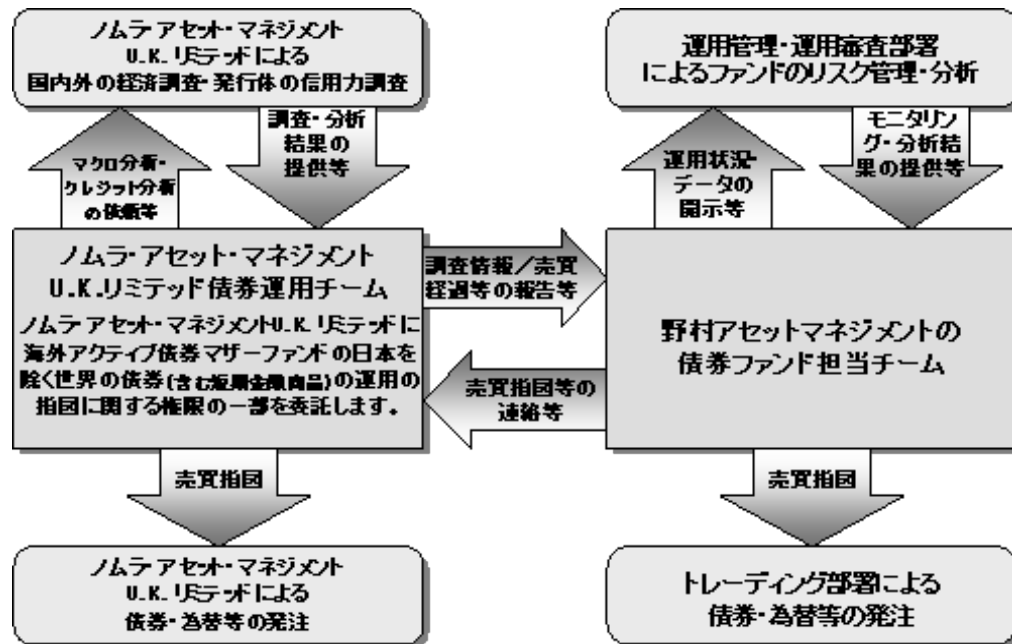 ノムラ・アセット・マネジメント
U.K.リミテッドによる
国内外の経済調査・発行体の信用力調査
運用管理・運用審査部署
によるファンドのリスク管理・分析
マクロ分析・
クレジット分析
の依頼等
調査・分析
結果の
提供等
運用状況・
データの
開示等
モニタリン
グ・分析結
果の提供等
ノムラ・アセット・マネジメント
U.K.リミテッド債券運用チーム
ノムラ・アセット・マネジメントU.K.リミテッドに
海外アクティブ債券マザーファンドの日本を
除く世界の債券(含む短期金融商品)の運用の
指図に関する権限の一部を委託します。
調査情報/売買
経過等の報告等
売買指図等の
連絡等
野村アセットマネジメントの
債券ファンド担当チーム
売買指図
売買指図
ノムラ・アセット・マネジメント
U.K.リミテッドによる
債券・為替等の発注
トレーディング部署による
債券・為替等の発注